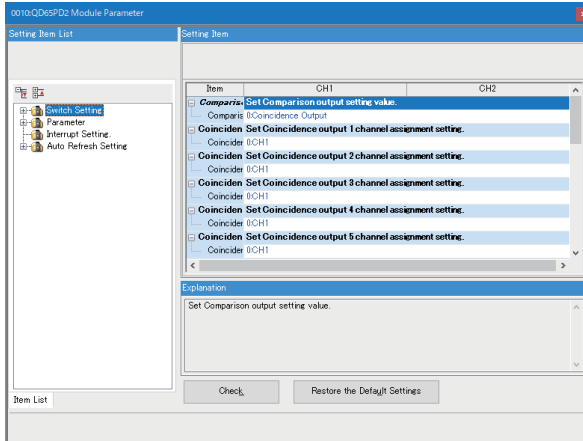 0010:QD65PD2 Module Parameter
Setting Item List
Setting Item
Switch Setting
Parameter
Interrupt Setting
Auto Refresh Setting
Item CH1 CH2
Comparis Set Comparison output setting value.
Comparis 0:Coincidence Output
Coinciden Set Coincidence output 1 channel assignment setting.
Coincider 0:CH1
Coinciden Set Coincidence output 2 channel assignment setting.
Coincider 0:CH1
Coinciden Set Coincidence output 3 channel assignment setting.
Coincider 0:CH1
Coinciden Set Coincidence output 4 channel assignment setting.
Coincider 0:CH1
Coinciden Set Coincidence output 5 channel assignment setting.
Coincider 0:CH1
Explanation
Set Comparison output setting value.
Check
Restore the Default Settings
Item List